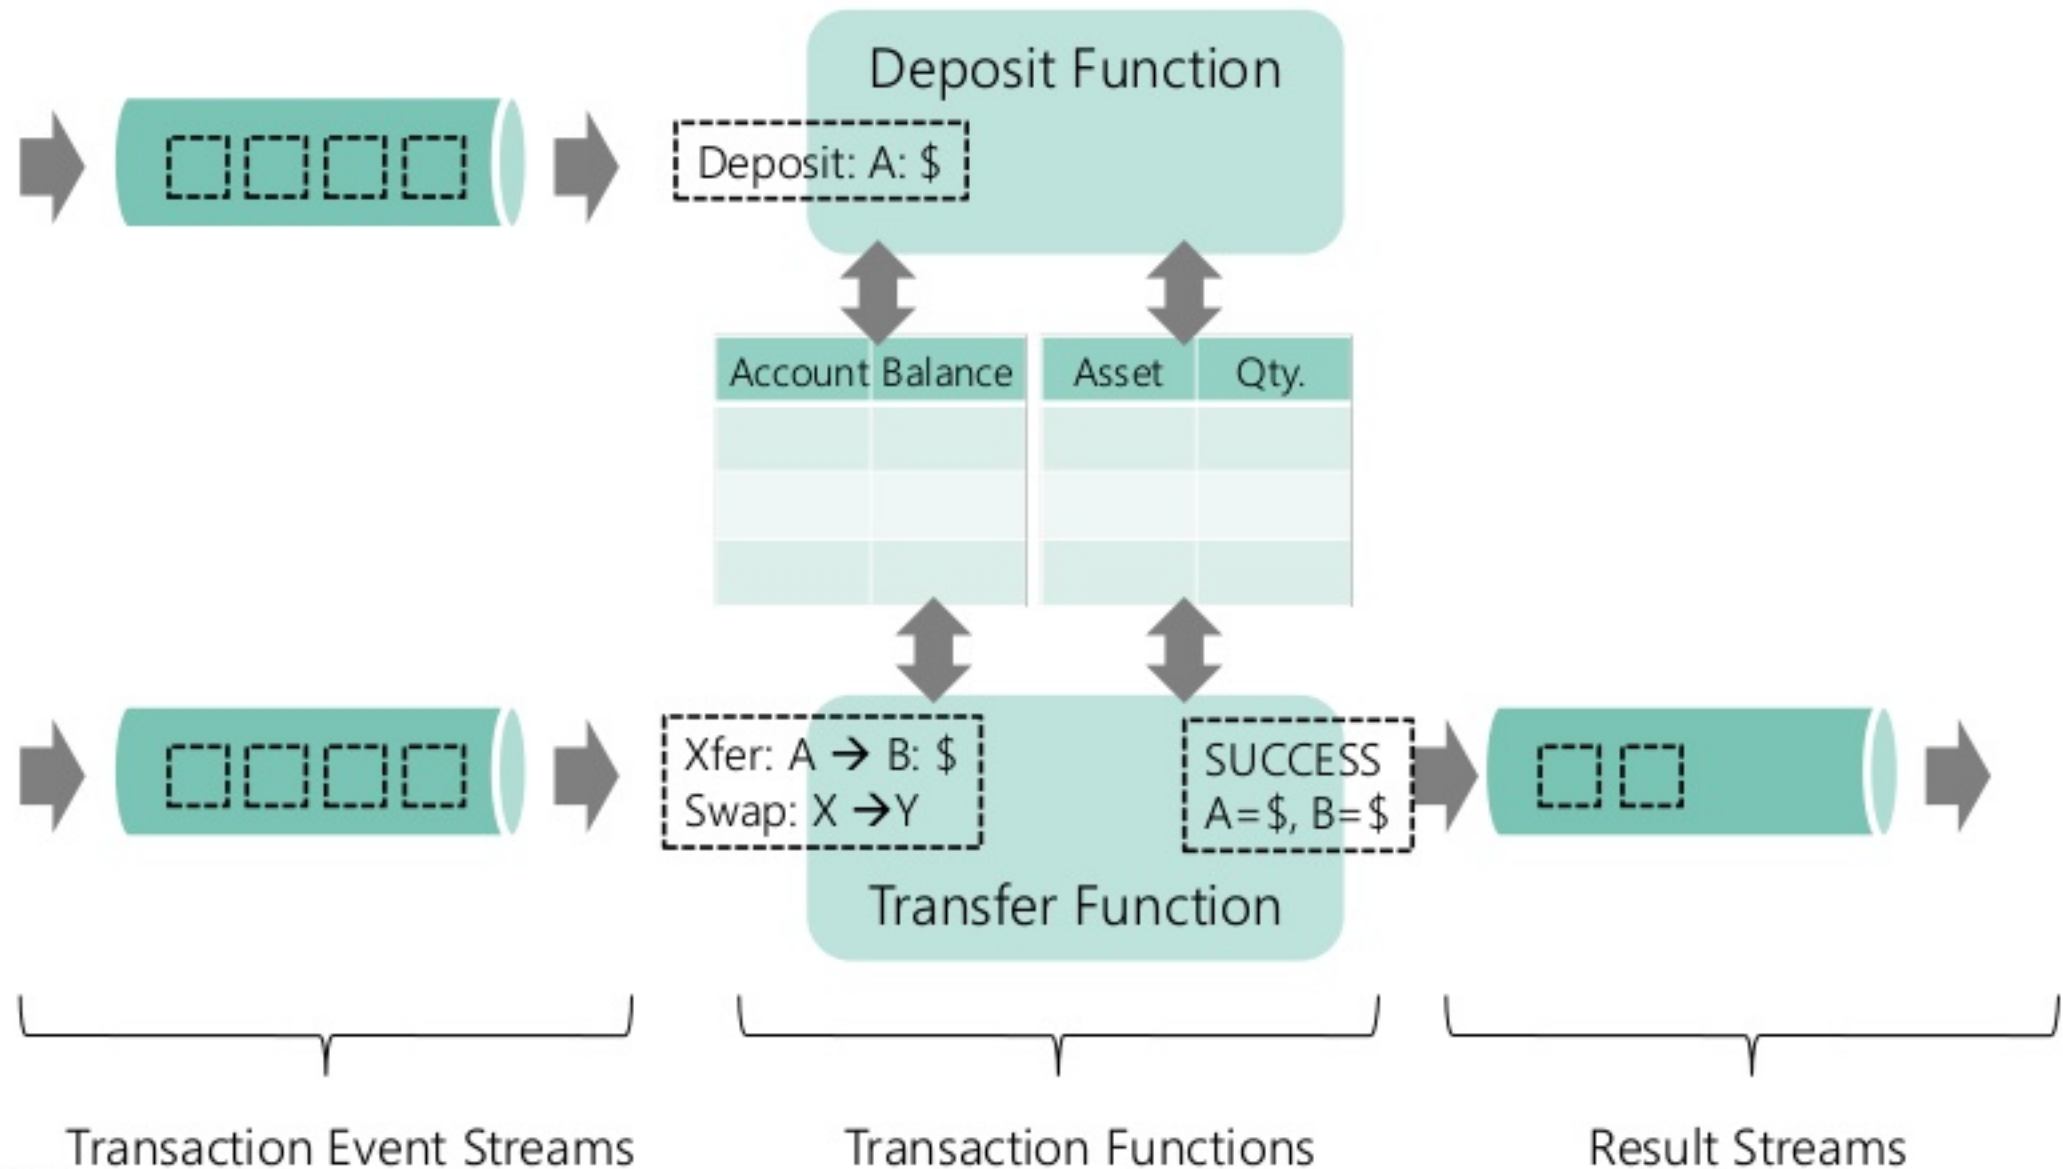 Deposit Function
Deposit: A: $
Account Balance Asset Qty.
Xfer: A → B: $
Swap: X →Y
SUCCESS
A=$, B=$
Transfer Function
Transaction Event Streams
Transaction Functions
Result Streams